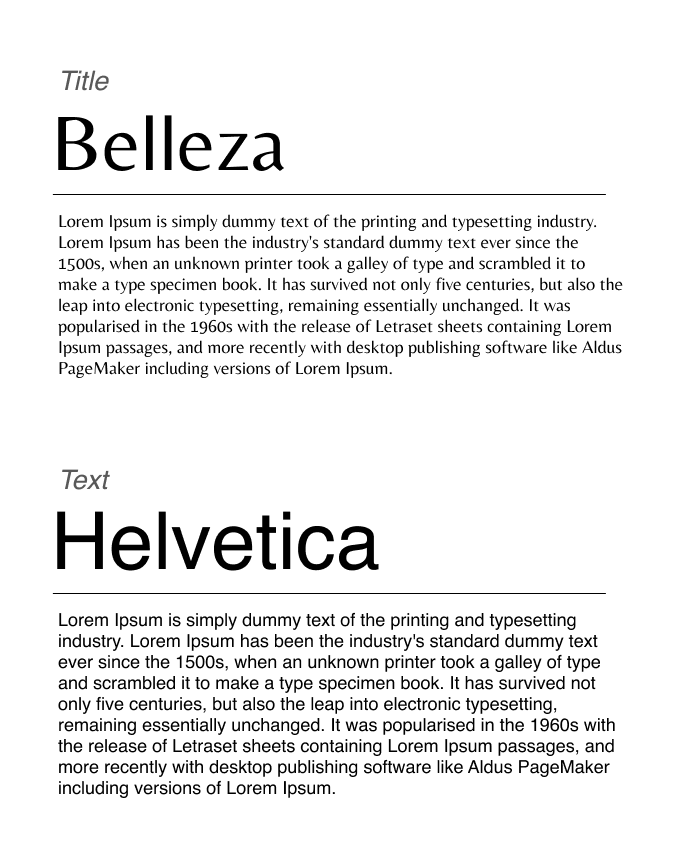 Title
Belleza
Lorem Ipsum is simply dummy text of the printing and typesetting industry.
Lorem Ipsum has been the industry's standard dummy text ever since the
1500s, when an unknown printer took a galley of type and scrambled it to
make a type specimen book. It has survived not only five centuries, but also the
leap into electronic typesetting, remaining essentially unchanged. It was
popularised in the 1960s with the release of Letraset sheets containing Lorem
Ipsum passages, and more recently with desktop publishing software like Aldus
PageMaker including versions of Lorem Ipsum.
Text
Helvetica
Lorem Ipsum is simply dummy text of the printing and typesetting
industry. Lorem Ipsum has been the industry's standard dummy text
ever since the 1500s, when an unknown printer took a galley of type
and scrambled it to make a type specimen book. It has survived not
only five centuries, but also the leap into electronic typesetting,
remaining essentially unchanged. It was popularised in the 1960s with
the release of Letraset sheets containing Lorem Ipsum passages, and
more recently with desktop publishing software like Aldus PageMaker
including versions of Lorem Ipsum.